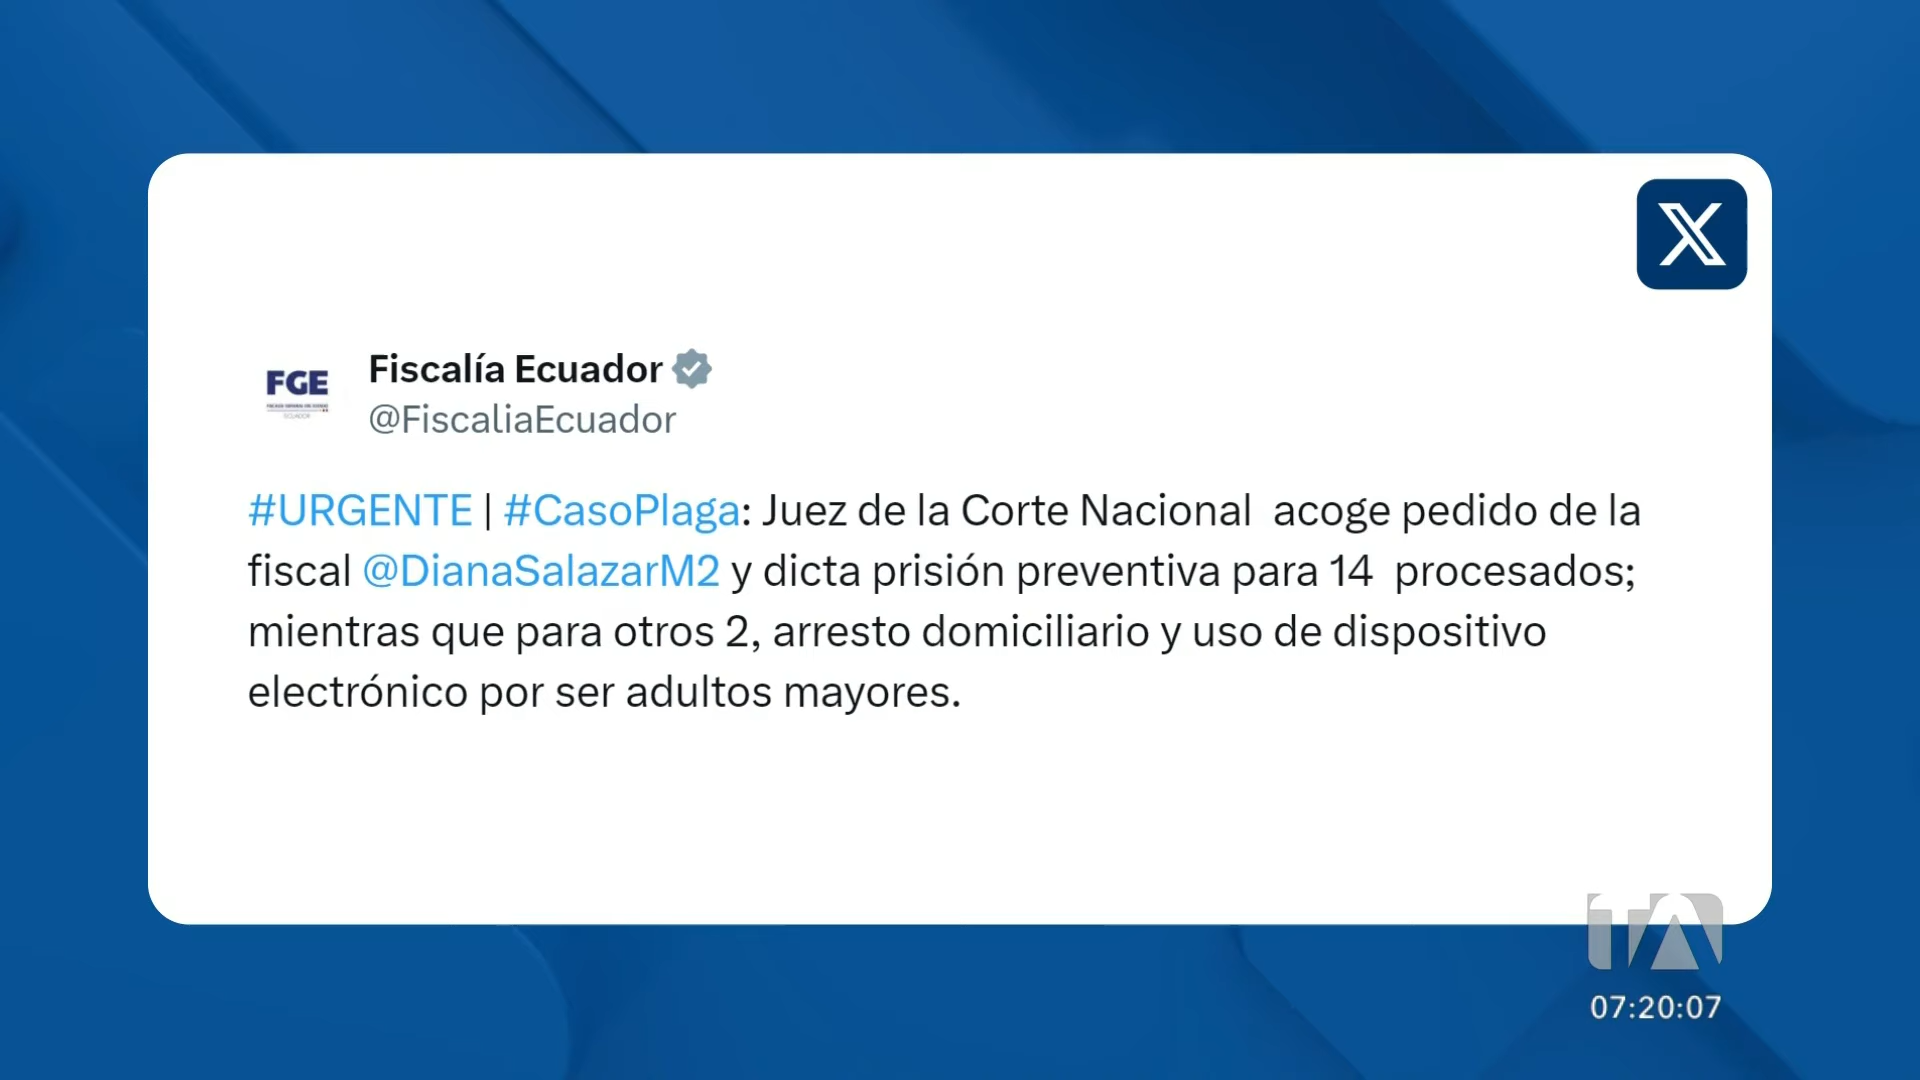 X
FGE
Fiscalía Ecuador
@FiscaliaEcuador
#URGENTE | #CasoPlaga: Juez de la Corte Nacional acoge pedido de la
fiscal @DianaSalazarM2 y dicta prisión preventiva para 14 procesados;
mientras que para otros 2, arresto domiciliario y uso de dispositivo
electrónico por ser adultos mayores.
TA
07:20:07